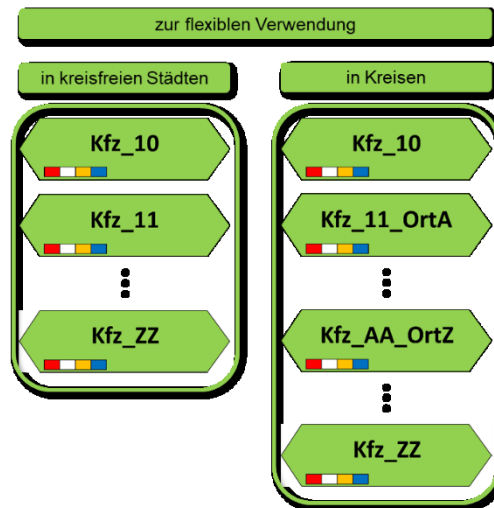 zur flexiblen Verwendung
in kreisfreien Städten
in Kreisen
Kfz_10
Kfz_11
Kfz_ZZ
Kfz_10
Kfz_11_OrtA
Kfz_AA_OrtZ
Kfz_ZZ